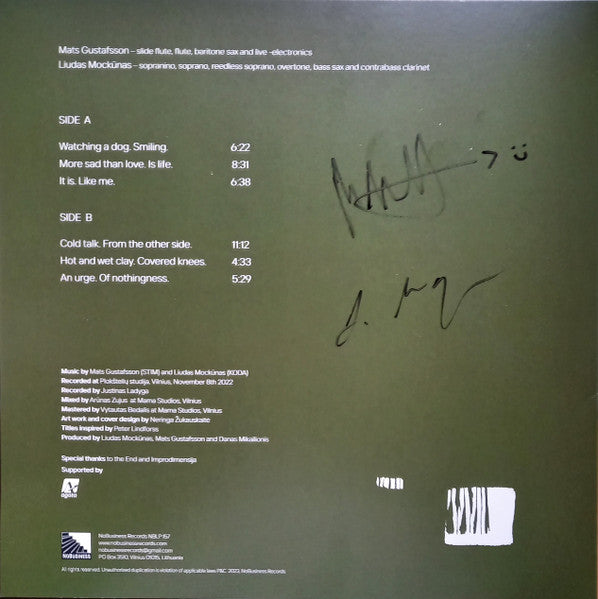 Mats Gustafsson – slide flute, flute, baritone sax and live -electronics
Liudas Mockūnas – sopranino, soprano, reedless soprano, overtone, bass sax and contrabass clarinet
SIDE A
Watching a dog. Smiling. 6:22
More sad than love. Is life. 8:31
It is. Like me. 6:38
SIDE B
Cold talk. From the other side. 11:12
Hot and wet clay. Covered knees. 4:33
An urge. Of nothingness. 5:29
Music by Mats Gustafsson (STIM) and Liudas Mockūnas (KODA)
Recorded at Plokštelių studija, Vilnius, November 8th 2022
Recorded by Justinas Ladyga
Mixed by Arūnas Zujus at Mama Studios, Vilnius
Mastered by Vytautas Bedalis at Mama Studios, Vilnius
Art work and cover design by Neringa Žukauskaitė
Titles inspired by Peter Lindforss
Produced by Liudas Mockūnas, Mats Gustafsson and Danas Mikailionis
Special thanks to the End and Improdimensija
Supported by
agata
NoBusiness
NoBusiness Records NBLP 167
www.nobusinessrecords.com
nobusinessrecords@gmail.com
PO Box 3510, Vilnius 01015, Lithuania
All rights reserved. Unauthorized duplication is violation of applicable laws P&C 2023, NoBusiness Records